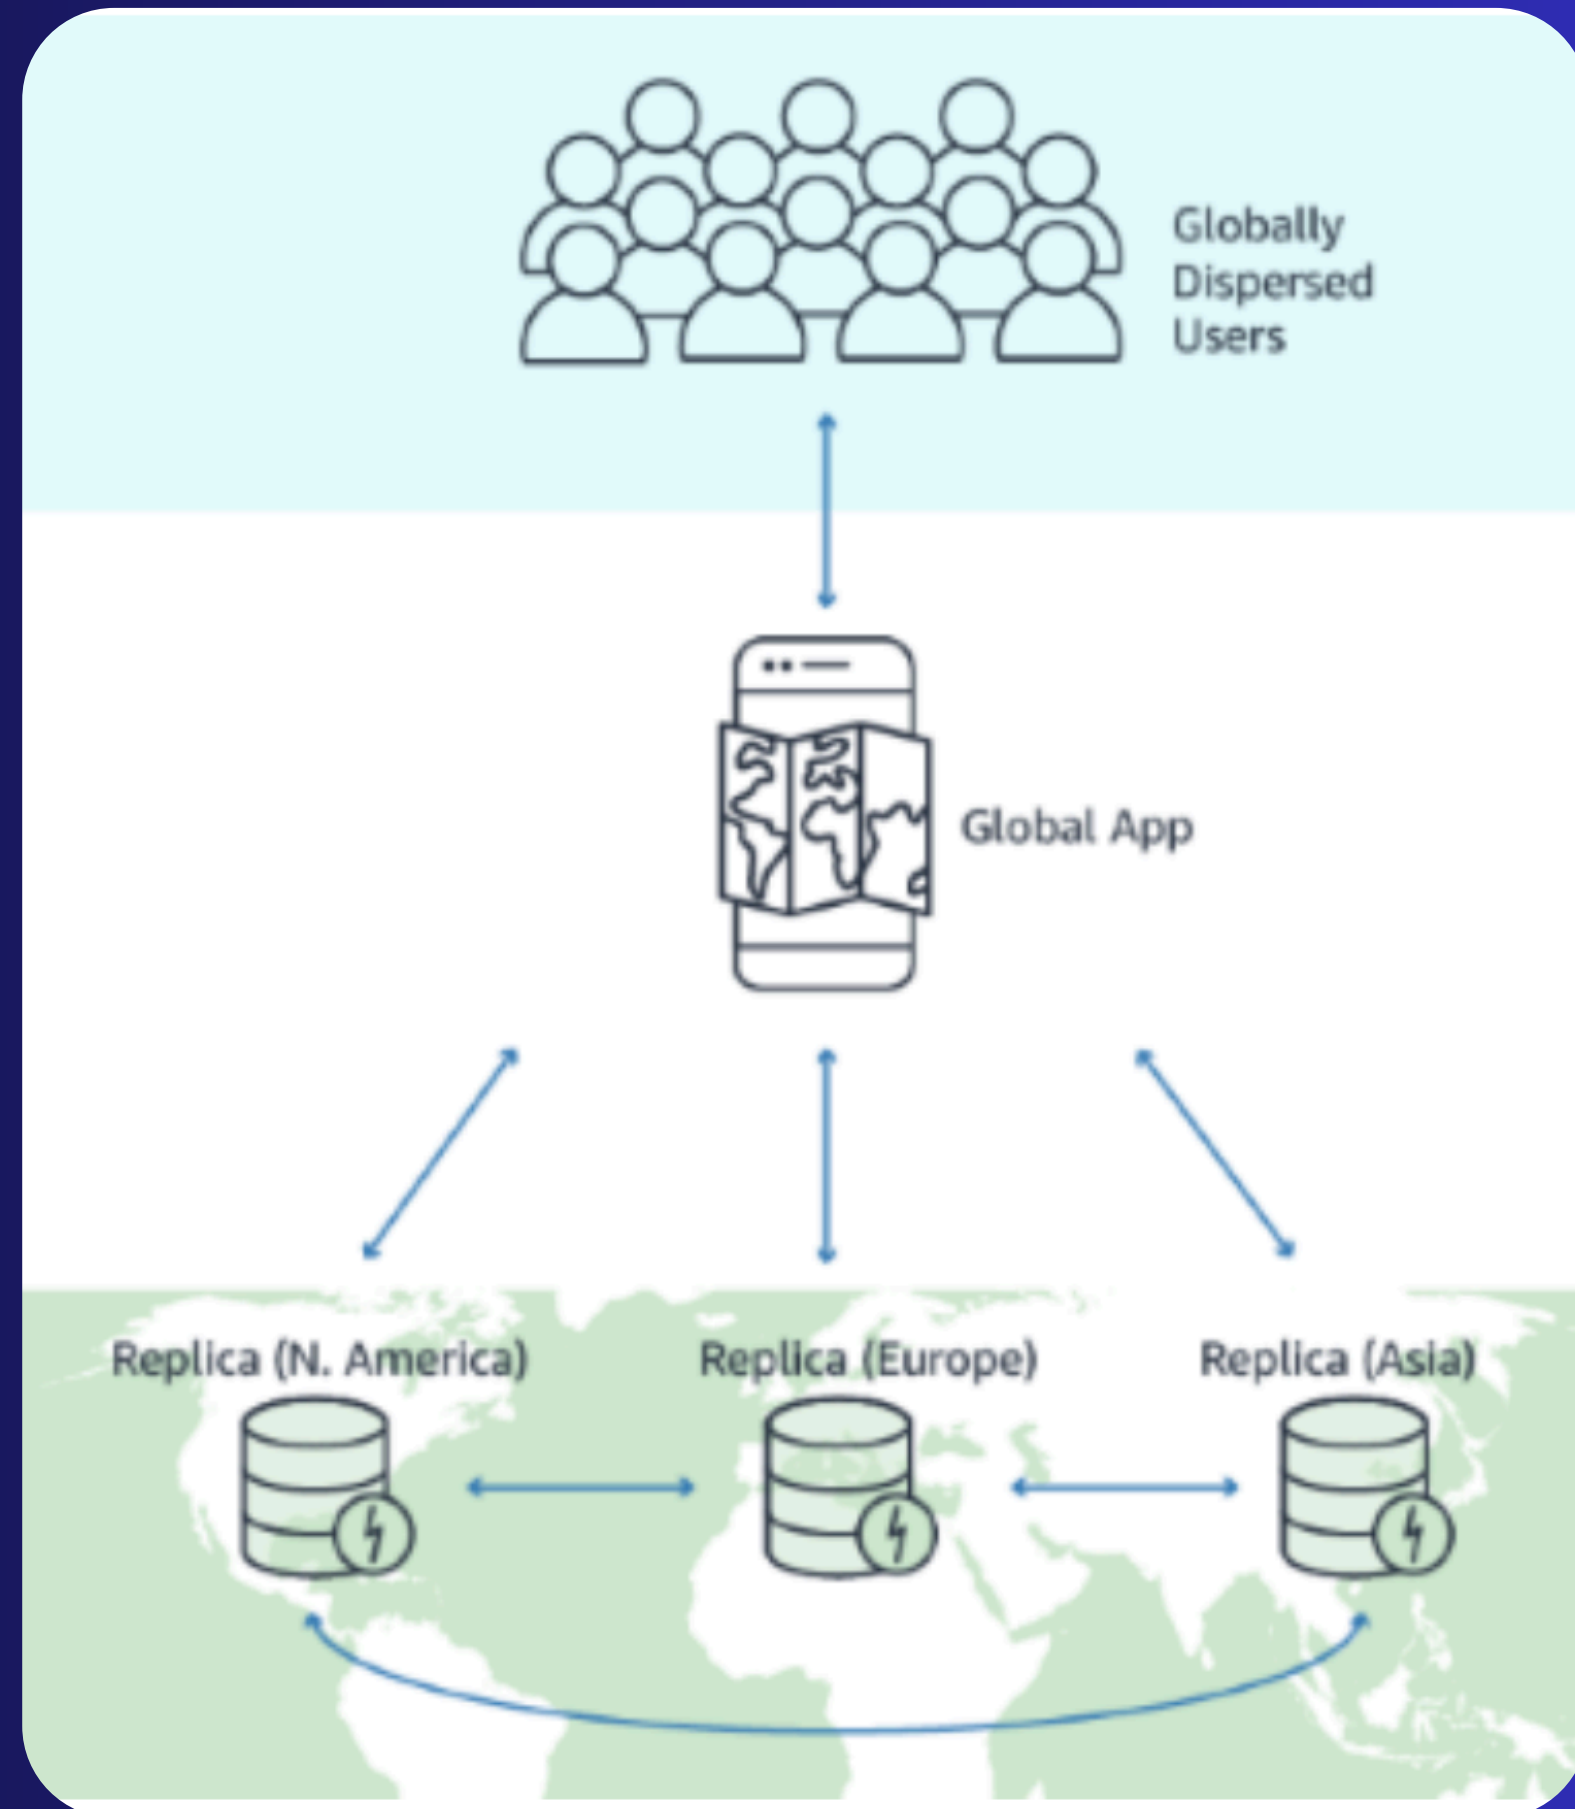 Globally
Dispersed
Users
Global App
Replica (N. America)
Replica (Europe)
Replica (Asia)